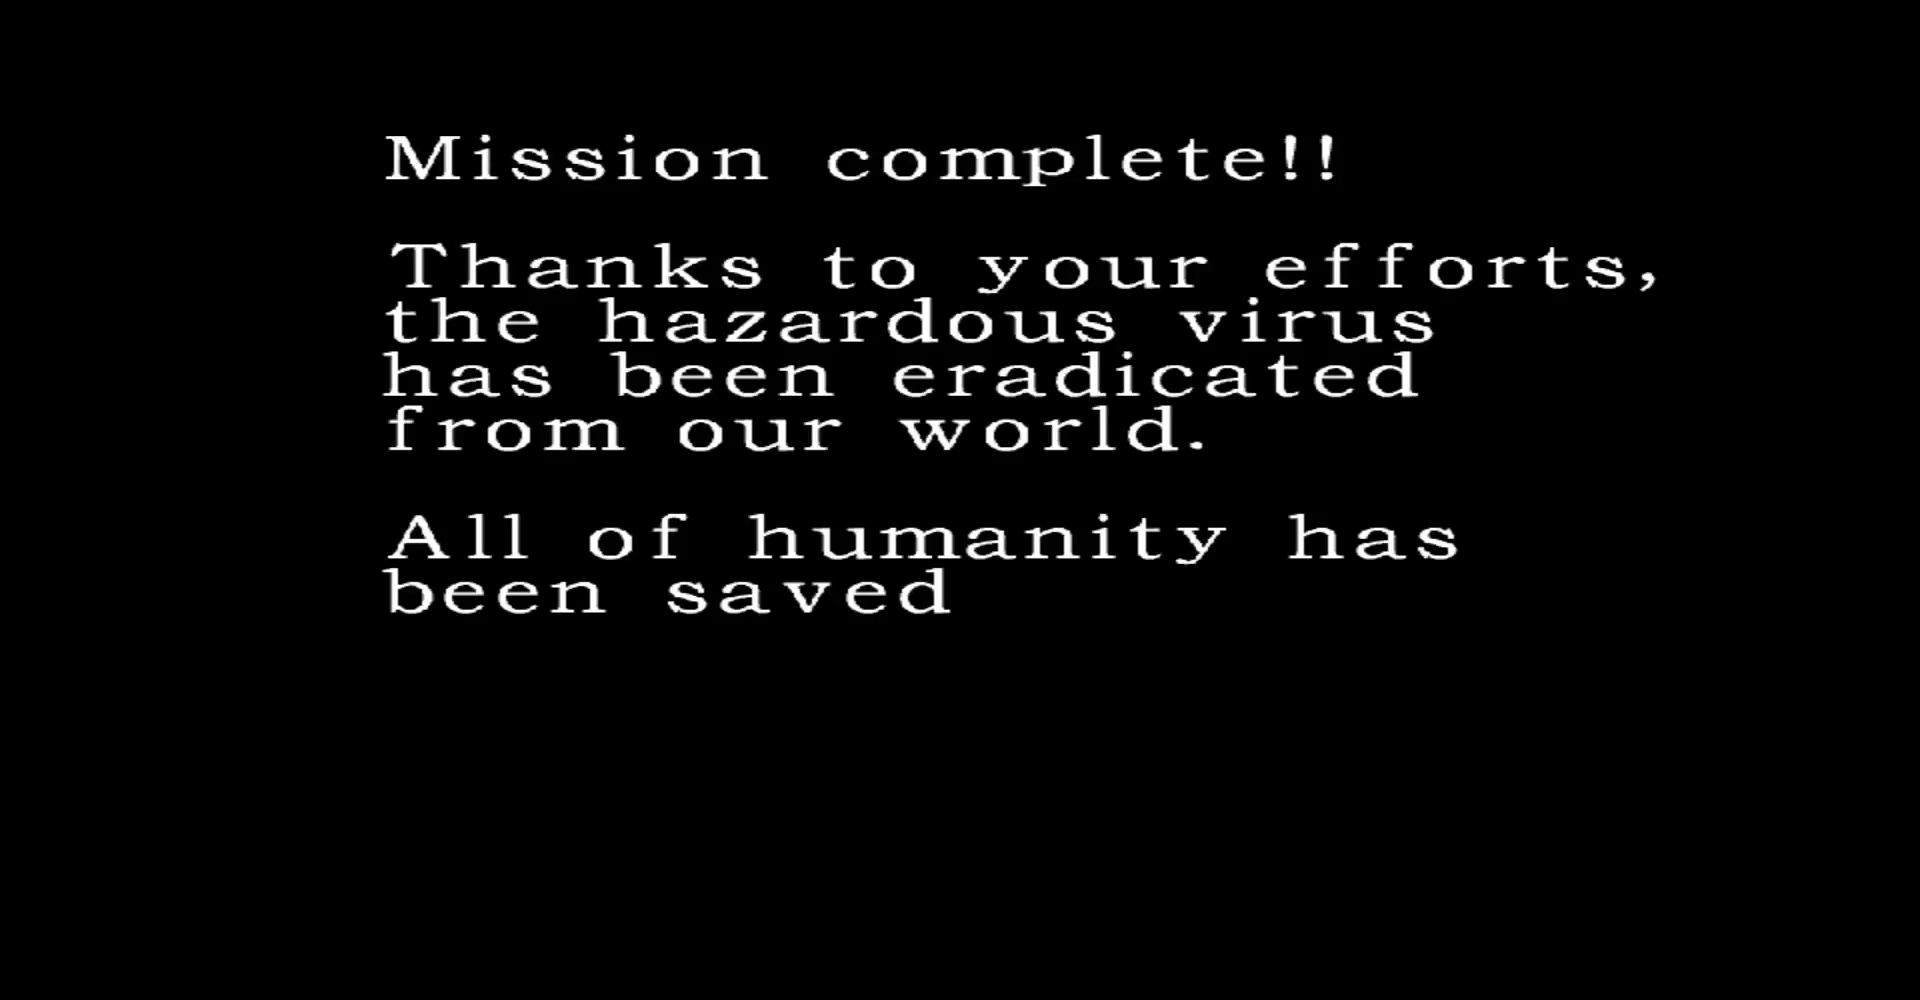 Mission complete!!
Thanks to your efforts,
the hazardous virus
has been eradicated
from our world.
All of humanity has
been saved